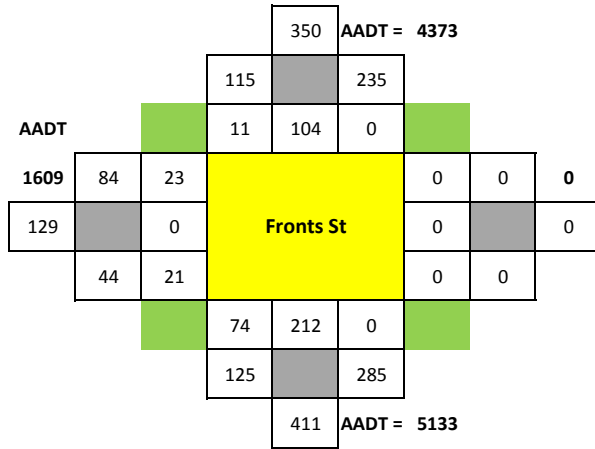 350 AADT = 4373
115 235
AADT 11 104 0
1609 84 23 0 0 0
129 0 Fronts St 0 0
44 21 0 0
74 212 0
125 285
411 AADT = 5133